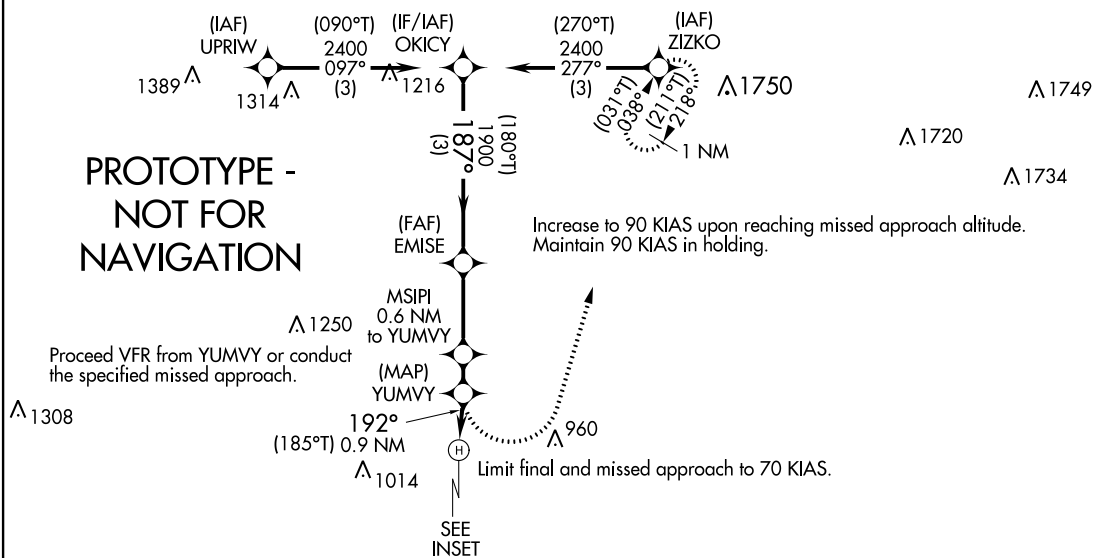 (IAF)
UPRIW
(090°T)
2400
097°
(3)
(IF/IAF)
OKICY
(270°T)
2400
277°
(3)
(IAF)
ZIZKO
1389
1314
1216
1750
1749
(031°T)
038°
(211°T)
218°
1 NM
1720
1734
(180°T)
1900
187°
(3)
PROTOTYPE -
NOT FOR
NAVIGATION
(FAF)
EMISE
Increase to 90 KIAS upon reaching missed approach altitude.
Maintain 90 KIAS in holding.
MSIPI
0.6 NM
to YUMVY
1250
Proceed VFR from YUMVY or conduct
the specified missed approach.
(MAP)
YUMVY
1308
192°
(185°T) 0.9 NM
960
H
1014
Limit final and missed approach to 70 KIAS.
SEE
INSET